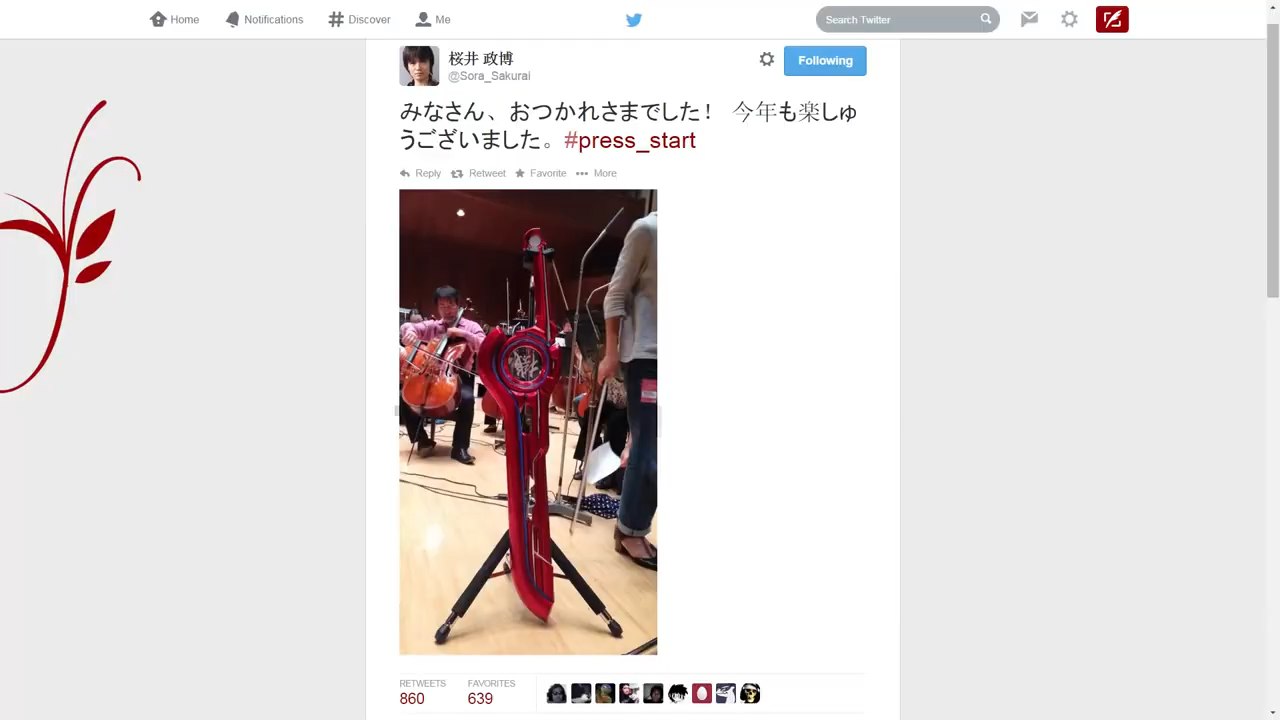 Home
Notifications
Discover
Me
Search Twitter
桜井 政博
@Sora_Sakurai
Following
みなさん、おつかれさまでした！ 今年も楽しゅ
うございました。 #press_start
Reply
Retweet
Favorite
More
RETWEETS
860
FAVORITES
639